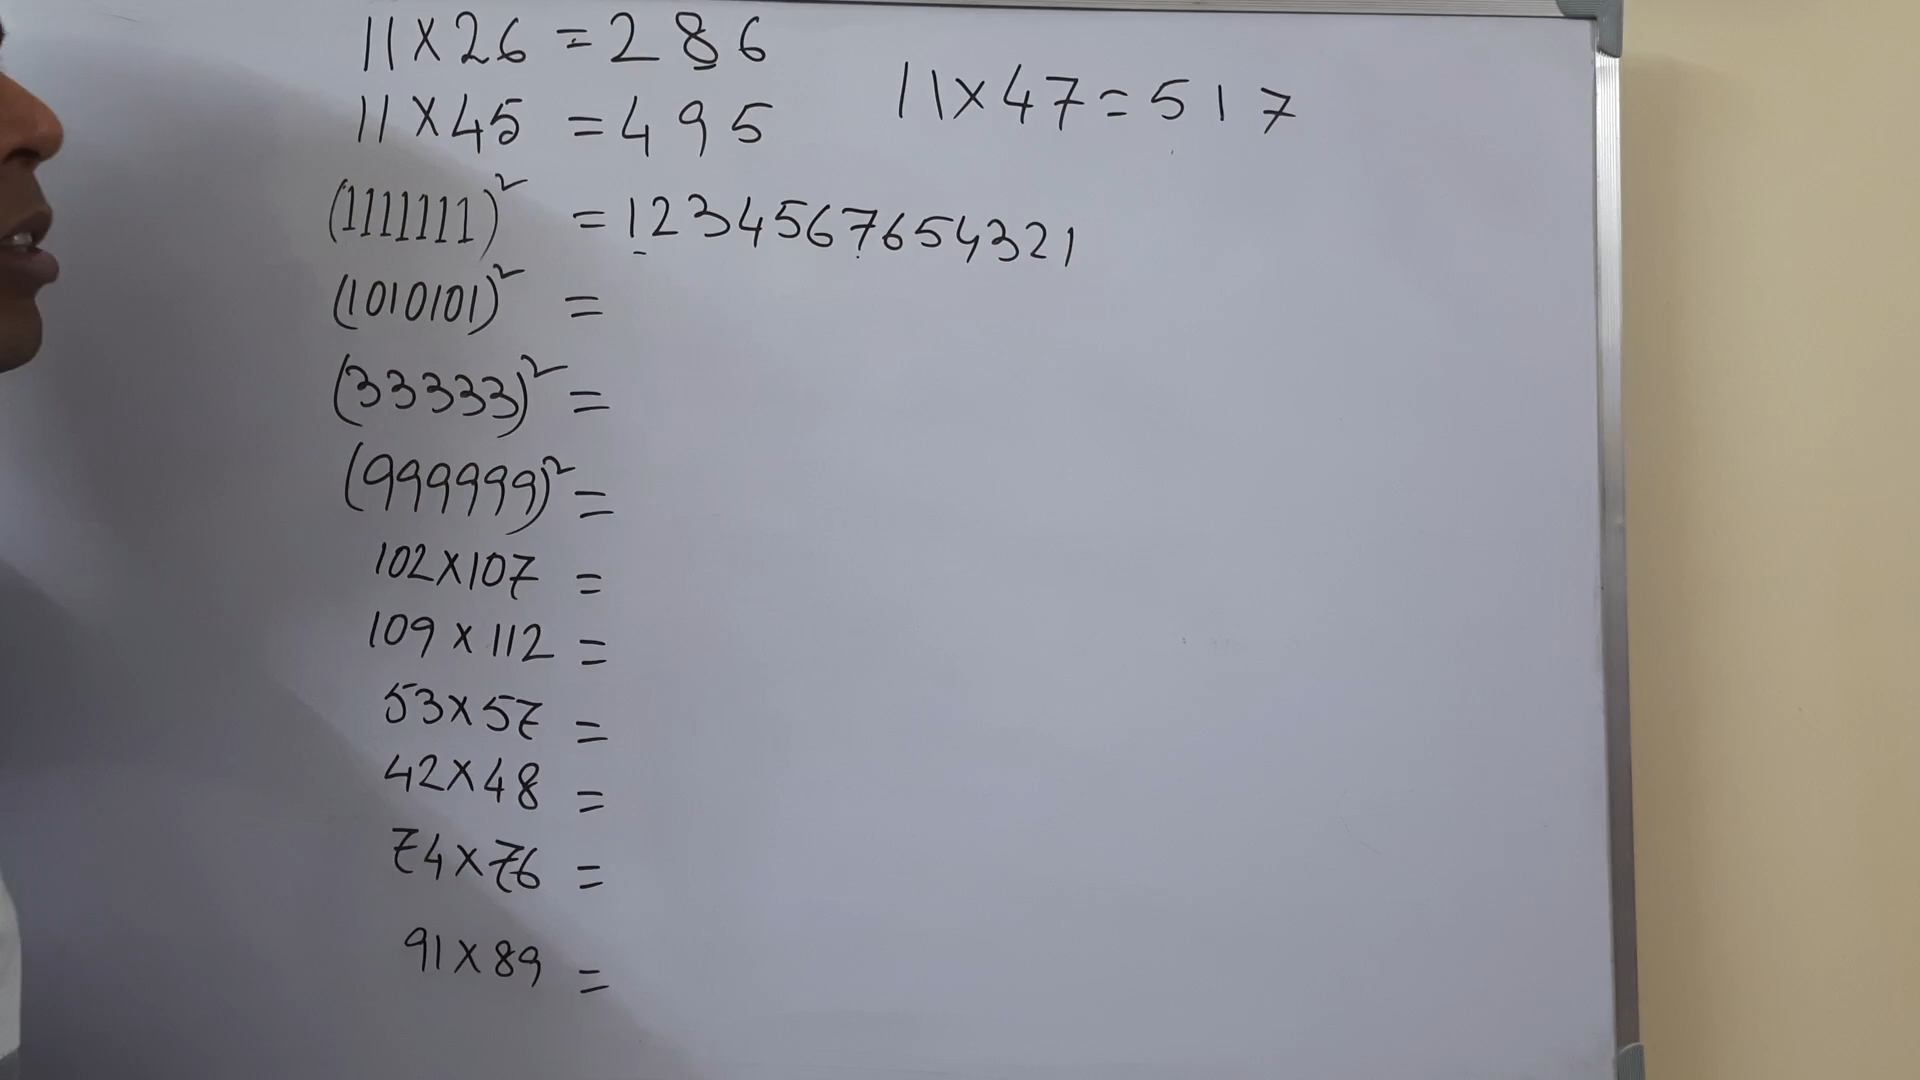 11 × 26 = 286
11 × 45 = 495
11 × 47 = 517
(1111111)² = 1234567654321
(1010101)² =
(33333)² =
(999999)² =
102 × 107 =
109 × 112 =
53 × 57 =
42 × 48 =
74 × 76 =
91 × 89 =